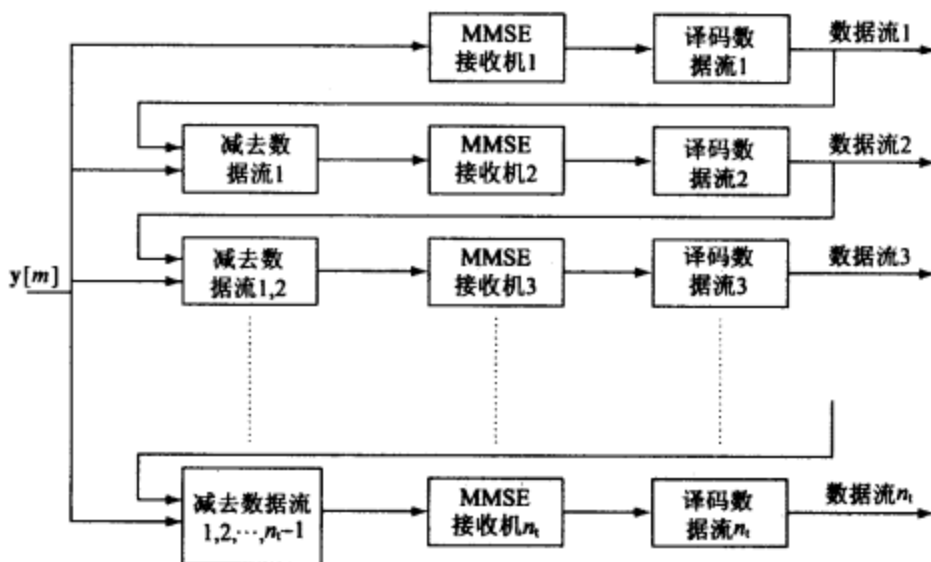 MMSE
接收机1
译码数
据流1
数据流1
减去数
据流1
MMSE
接收机2
译码数
据流2
数据流2
y[m]
减去数
据流1,2
MMSE
接收机3
译码数
据流3
数据流3
减去数据流
1,2,⋯,nt-1
MMSE
接收机nt
译码数
据流nt
数据流nt